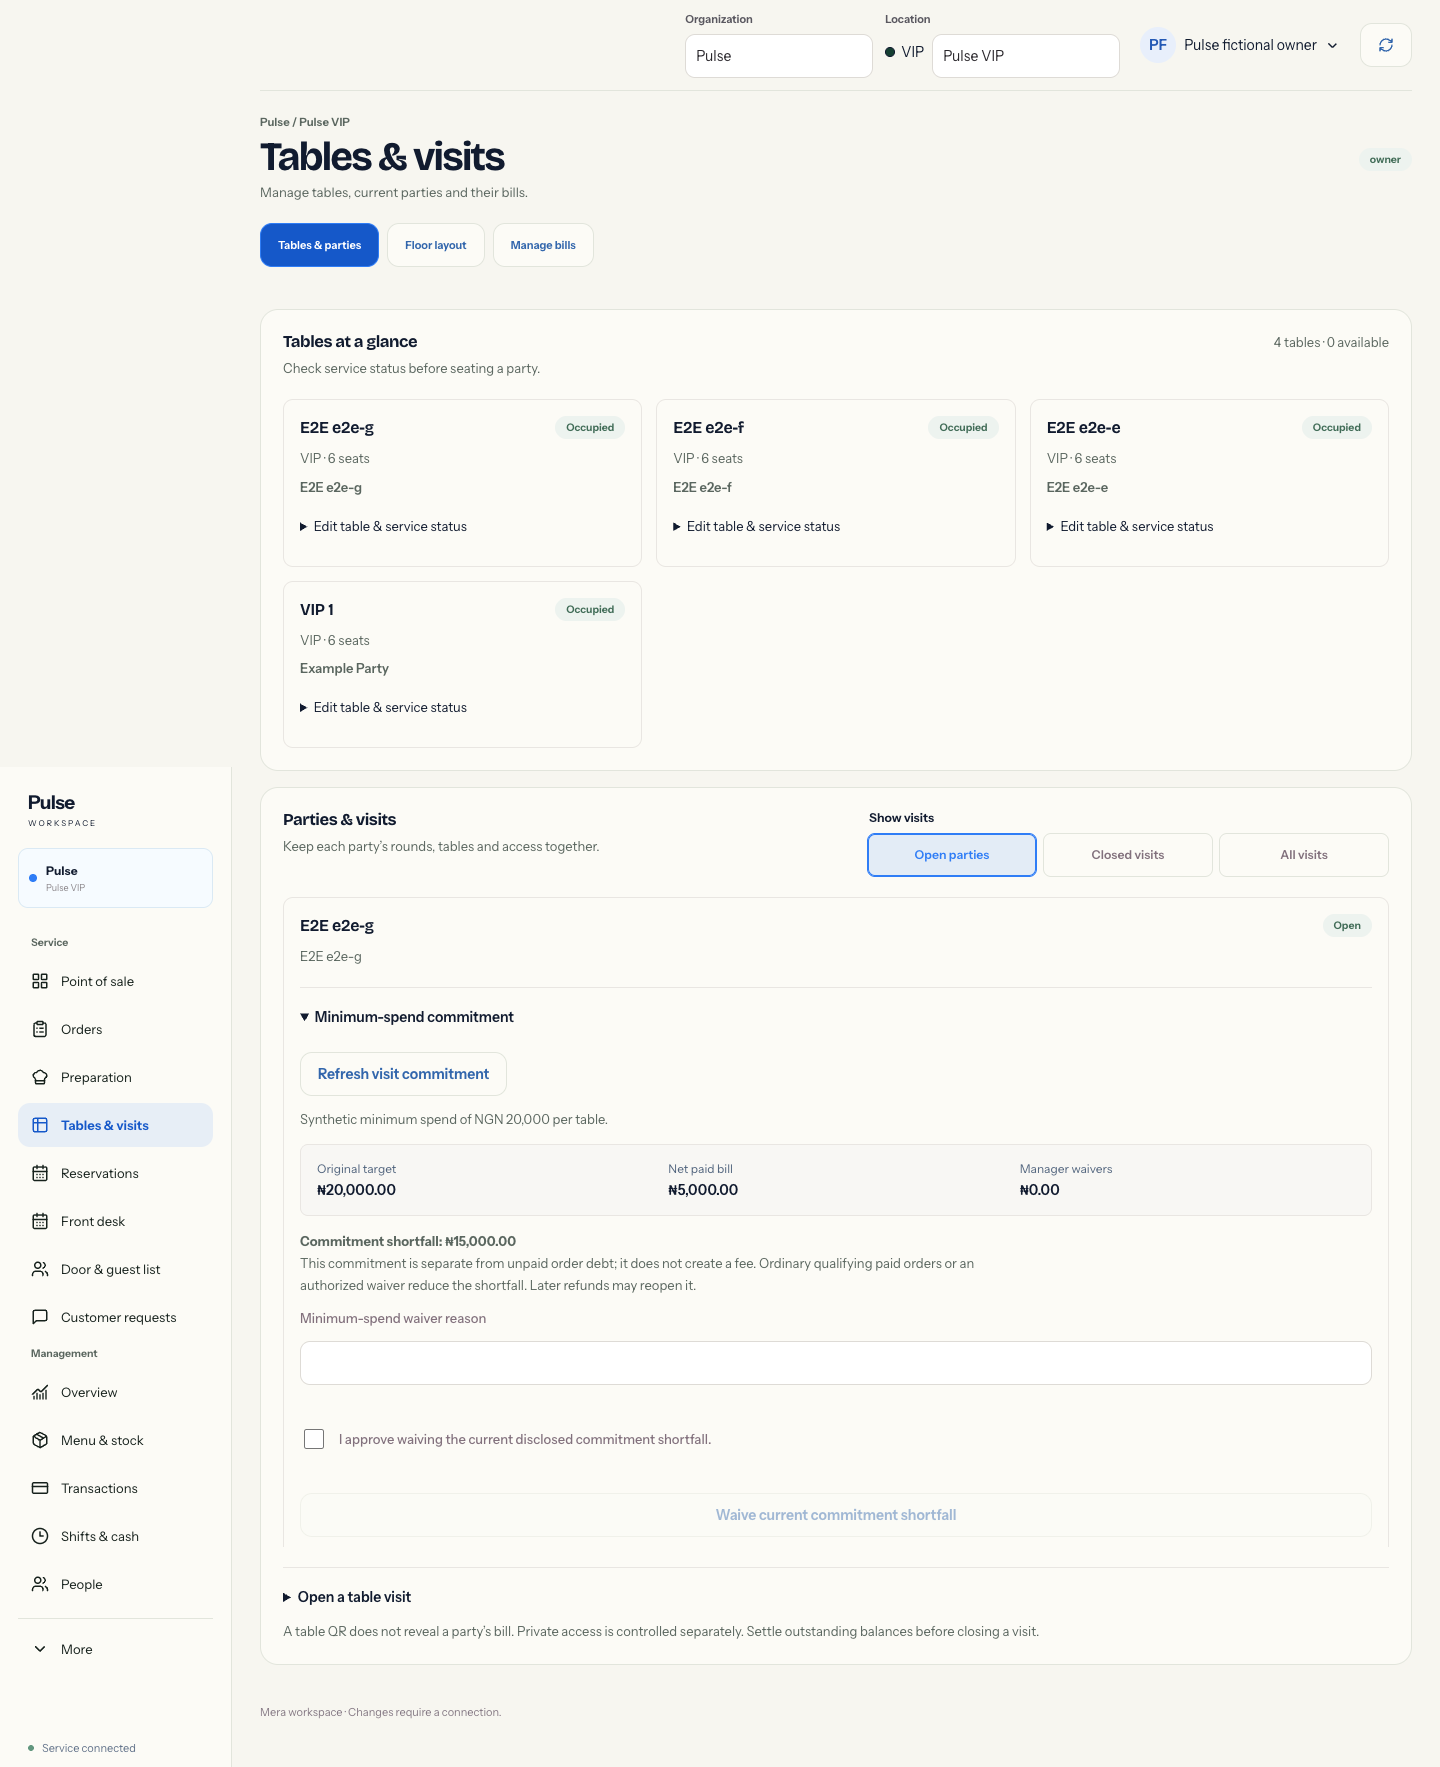 Organization
Location
Pulse
VIP
Pulse VIP
PF
Pulse fictional owner
Pulse / Pulse VIP
Tables & visits
owner
Manage tables, current parties and their bills.
Tables & parties
Floor layout
Manage bills
Tables at a glance
4 tables · 0 available
Check service status before seating a party.
E2E e2e-g
Occupied
VIP · 6 seats
E2E e2e-g
Edit table & service status
E2E e2e-f
Occupied
VIP · 6 seats
E2E e2e-f
Edit table & service status
E2E e2e-e
Occupied
VIP · 6 seats
E2E e2e-e
Edit table & service status
VIP 1
Occupied
VIP · 6 seats
Example Party
Edit table & service status
Pulse
WORKSPACE
Pulse
Pulse VIP
Service
Point of sale
Orders
Preparation
Tables & visits
Reservations
Front desk
Door & guest list
Customer requests
Management
Overview
Menu & stock
Transactions
Shifts & cash
People
More
Service connected
Parties & visits
Keep each party's rounds, tables and access together.
Show visits
Open parties
Closed visits
All visits
E2E e2e-g
Open
E2E e2e-g
Minimum-spend commitment
Refresh visit commitment
Synthetic minimum spend of NGN 20,000 per table.
Original target
₦20,000.00
Net paid bill
₦5,000.00
Manager waivers
₦0.00
Commitment shortfall: ₦15,000.00
This commitment is separate from unpaid order debt; it does not create a fee. Ordinary qualifying paid orders or an
authorized waiver reduce the shortfall. Later refunds may reopen it.
Minimum-spend waiver reason
I approve waiving the current disclosed commitment shortfall.
Waive current commitment shortfall
Open a table visit
A table QR does not reveal a party's bill. Private access is controlled separately. Settle outstanding balances before closing a visit.
Mera workspace · Changes require a connection.